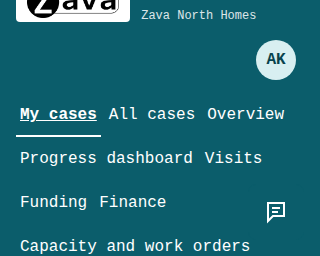 Zava
Zava North Homes
AK
My cases All cases Overview
Progress dashboard Visits
Funding Finance
Capacity and work orders